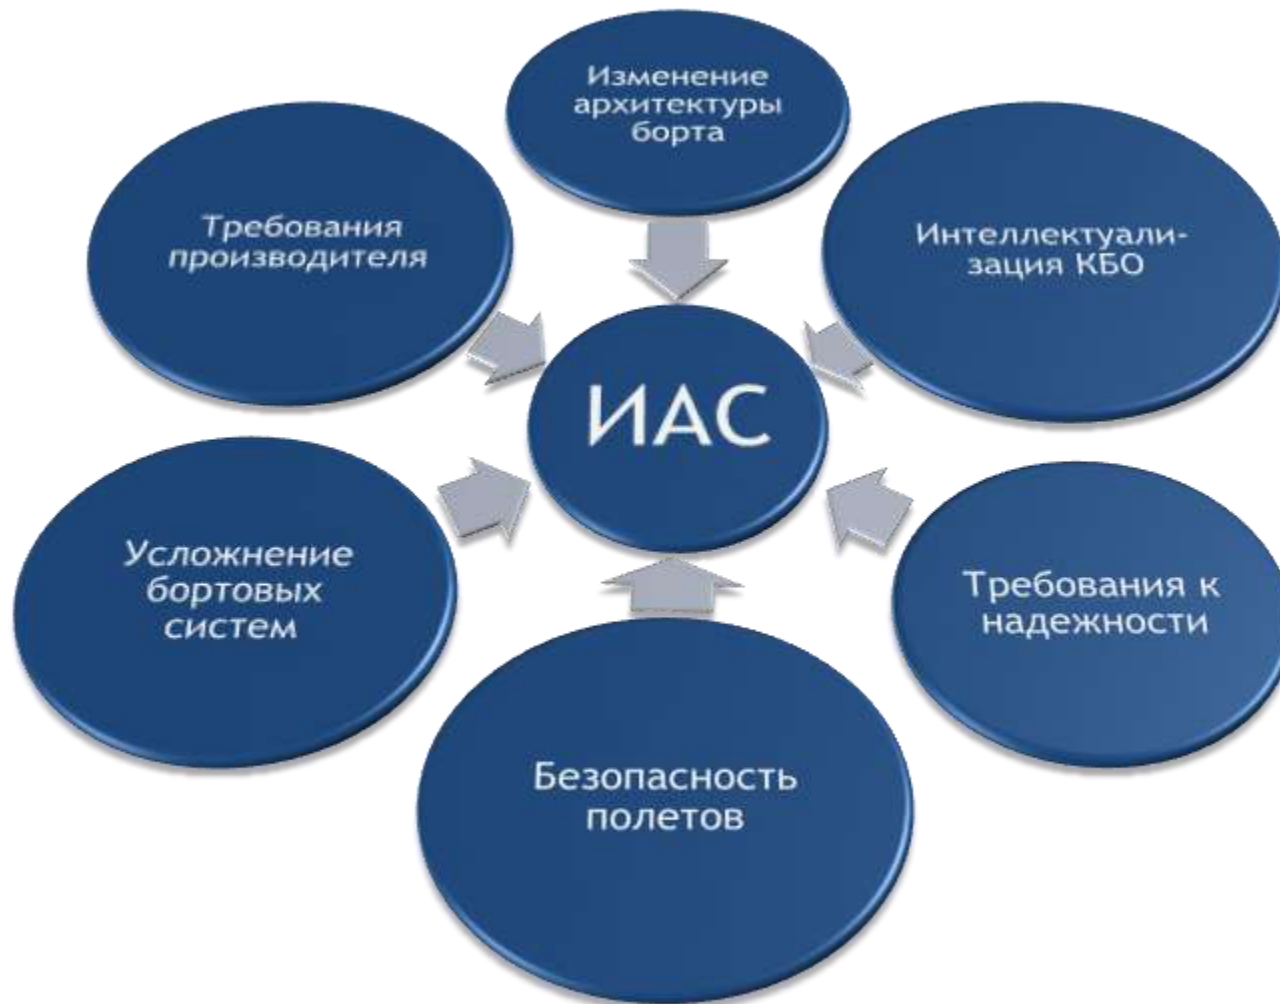 Изменение
архитектуры
борта
Требования
производителя
Интеллектуали-
зация КБО
ИАС
Усложнение
бортовых
систем
Требования к
надежности
Безопасность
полетов